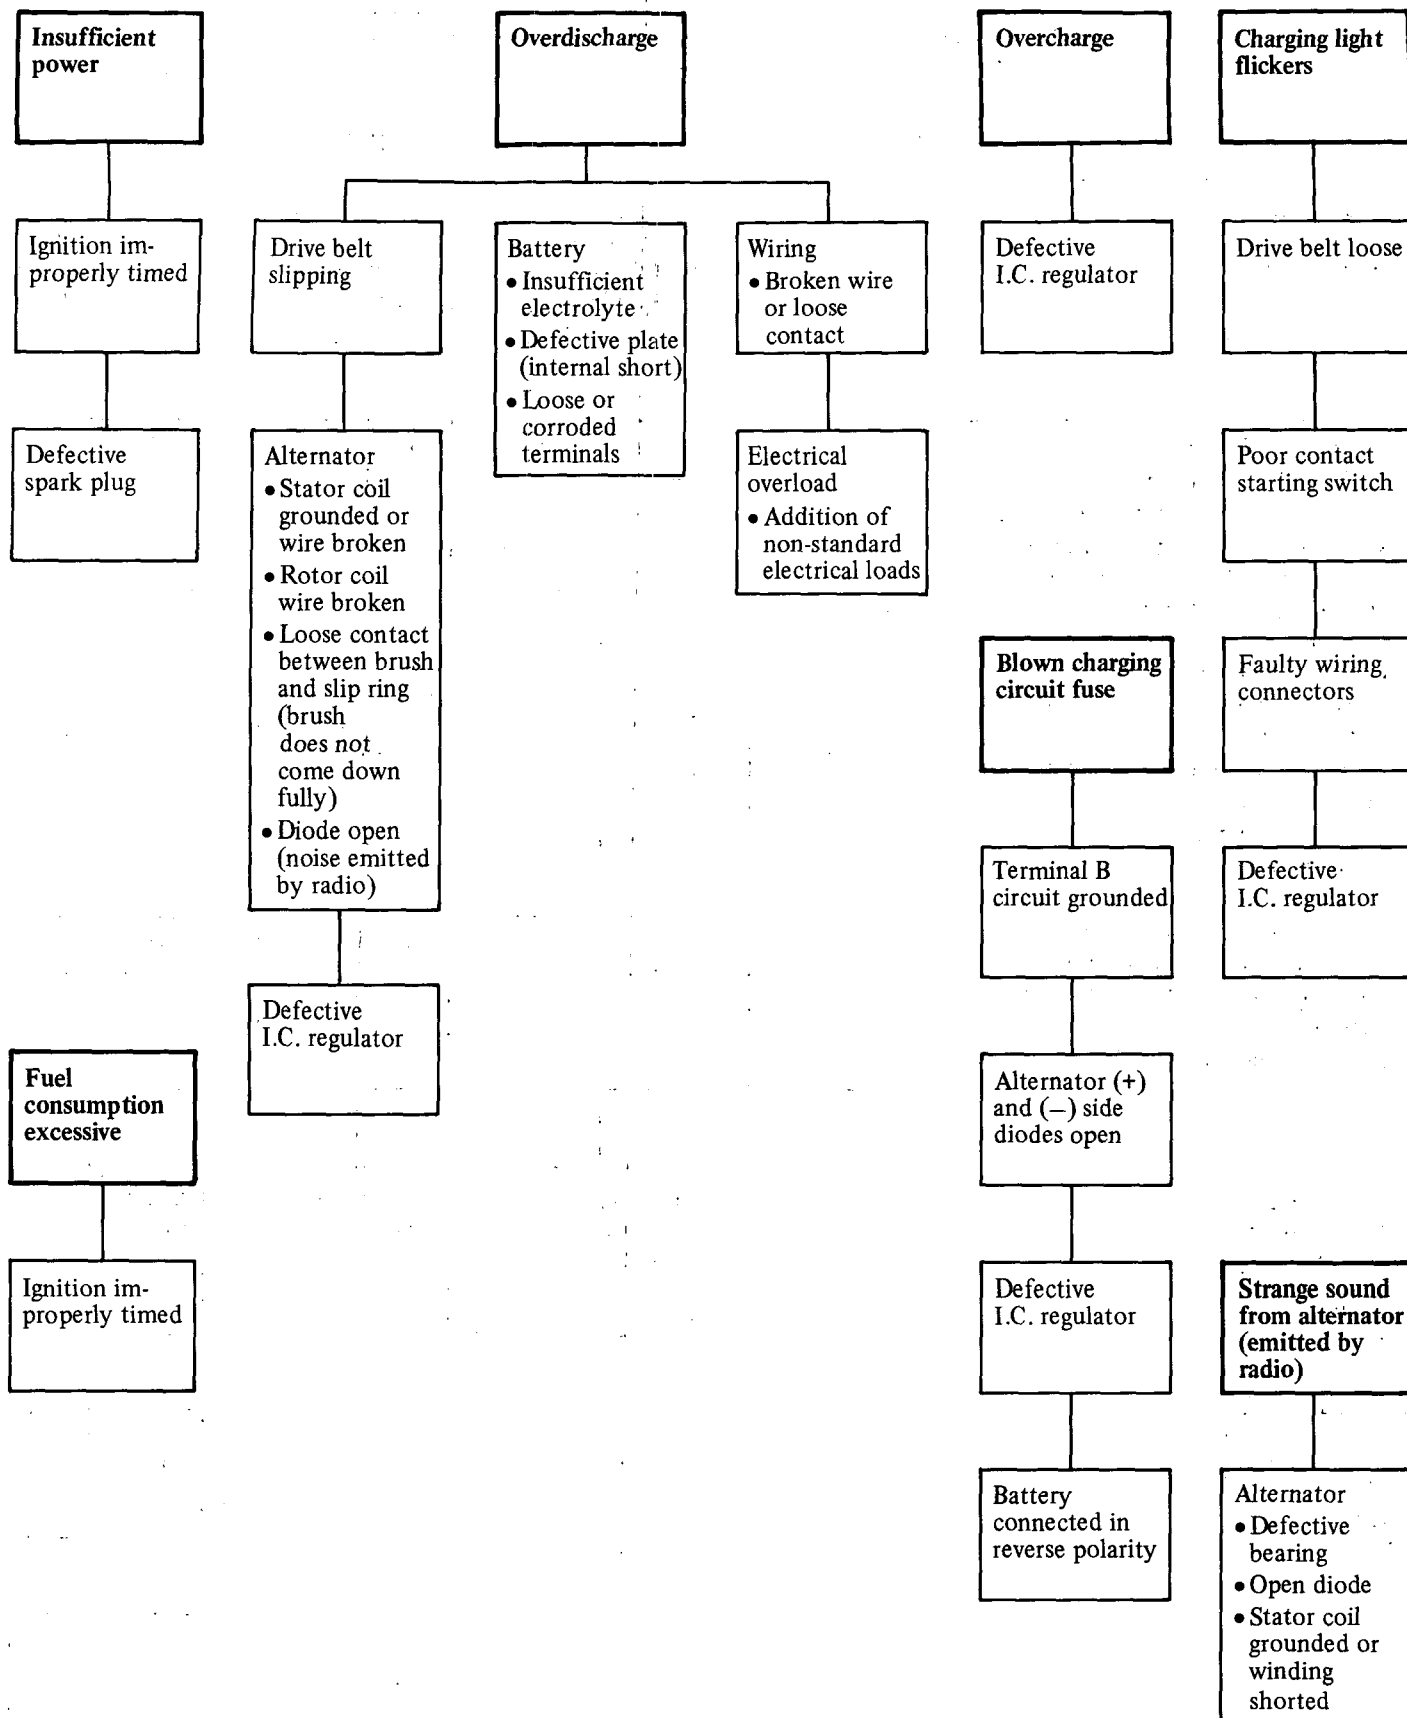 Insufficient
power
Ignition im-
properly timed
Defective
spark plug
Fuel
consumption
excessive
Ignition im-
properly timed
Overdischarge
Drive belt
slipping
Alternator
• Stator coil
grounded or
wire broken
• Rotor coil
wire broken
• Loose contact
between brush
and slip ring
(brush
does not
come down
fully)
• Diode open
(noise emitted
by radio)
Defective
I.C. regulator
Battery
• Insufficient
electrolyte
• Defective plate
(internal short)
• Loose or
corroded
terminals
Wiring
• Broken wire
or loose
contact
Electrical
overload
• Addition of
non-standard
electrical loads
Overcharge
Defective
I.C. regulator
Blown charging
circuit fuse
Terminal B
circuit grounded
Alternator (+)
and (–) side
diodes open
Defective
I.C. regulator
Battery
connected in
reverse polarity
Charging light
flickers
Drive belt loose
Poor contact
starting switch
Faulty wiring
connectors
Defective
I.C. regulator
Strange sound
from alternator
(emitted by
radio)
Alternator
• Defective
bearing
• Open diode
• Stator coil
grounded or
winding
shorted